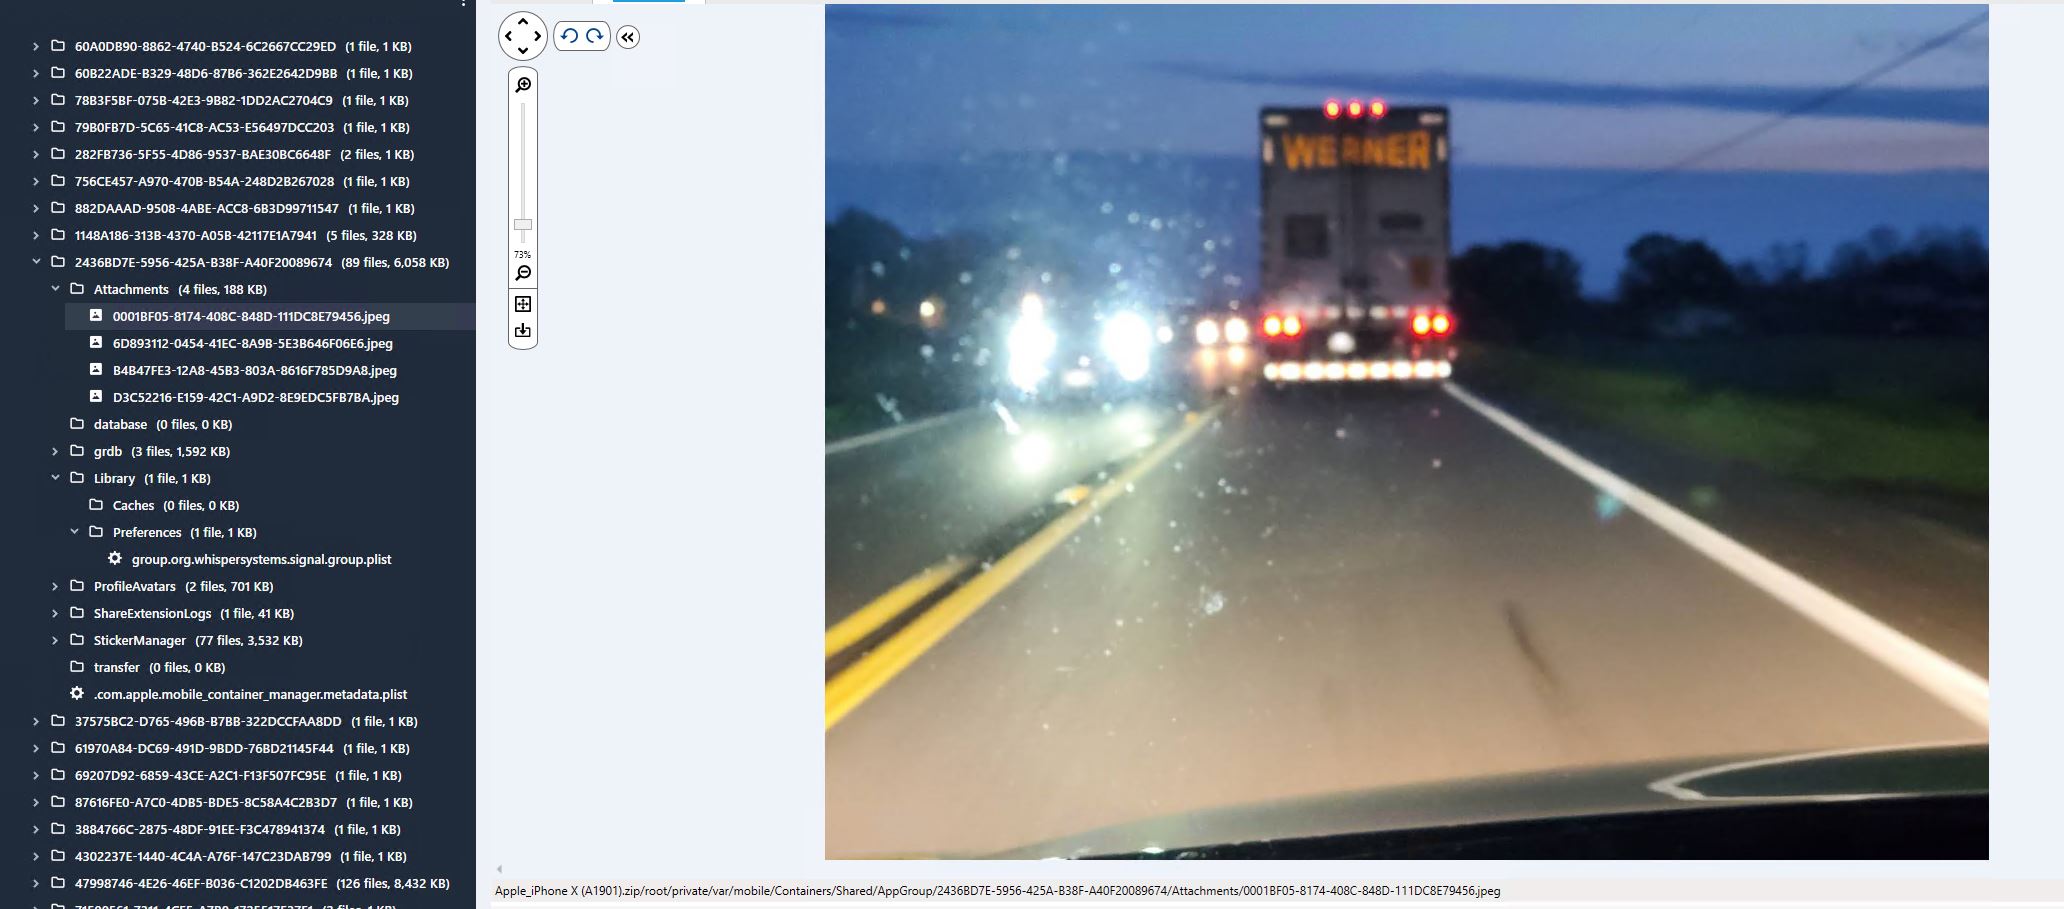 60A0DB90-8862-4740-B524-6C2667CC29ED (1 file, 1 KB)
60B22ADE-B329-48D6-87B6-362E2642D9BB (1 file, 1 KB)
78B3F5BF-075B-42E3-9B82-1DD2AC2704C9 (1 file, 1 KB)
79B0FB7D-5C65-41C8-AC53-E56497DCC203 (1 file, 1 KB)
282FB736-5F55-4D86-9537-BAE30BC6648F (2 files, 1 KB)
756CE457-A970-470B-B54A-248D2B267028 (1 file, 1 KB)
882DAAAD-9508-4ABE-ACC8-6B3D99711547 (1 file, 1 KB)
1148A186-313B-4370-A05B-42117E1A7941 (5 files, 328 KB)
2436BD7E-5956-425A-B38F-A40F20089674 (89 files, 6,058 KB)
Attachments (4 files, 188 KB)
0001BF05-8174-408C-848D-111DC8E79456.jpeg
6D893112-0454-41EC-8A9B-5E3B646F06E6.jpeg
B4B47FE3-12A8-45B3-803A-8616F785D9A8.jpeg
D3C52216-E159-42C1-A9D2-8E9EDC5FB7BA.jpeg
database (0 files, 0 KB)
grdb (3 files, 1,592 KB)
Library (1 file, 1 KB)
Caches (0 files, 0 KB)
Preferences (1 file, 1 KB)
group.org.whispersystems.signal.group.plist
ProfileAvatars (2 files, 701 KB)
ShareExtensionLogs (1 file, 41 KB)
StickerManager (77 files, 3,532 KB)
transfer (0 files, 0 KB)
.com.apple.mobile_container_manager.metadata.plist
37575BC2-D765-496B-B7BB-322DCCFAA8DD (1 file, 1 KB)
61970A84-DC69-491D-9BDD-76BD21145F44 (1 file, 1 KB)
69207D92-6859-43CE-A2C1-F13F507FC95E (1 file, 1 KB)
87616FE0-A7C0-4DB5-BDE5-8C58A4C2B3D7 (1 file, 1 KB)
3884766C-2875-48DF-91EE-F3C478941374 (1 file, 1 KB)
4302237E-1440-4C4A-A76F-147C23DAB799 (1 file, 1 KB)
47998746-4E26-46EF-B036-C1202DB463FE (126 files, 8,432 KB)
73%
WERNER
Apple_iPhone X (A1901).zip/root/private/var/mobile/Containers/Shared/AppGroup/2436BD7E-5956-425A-B38F-A40F20089674/Attachments/0001BF05-8174-408C-848D-111DC8E79456.jpeg